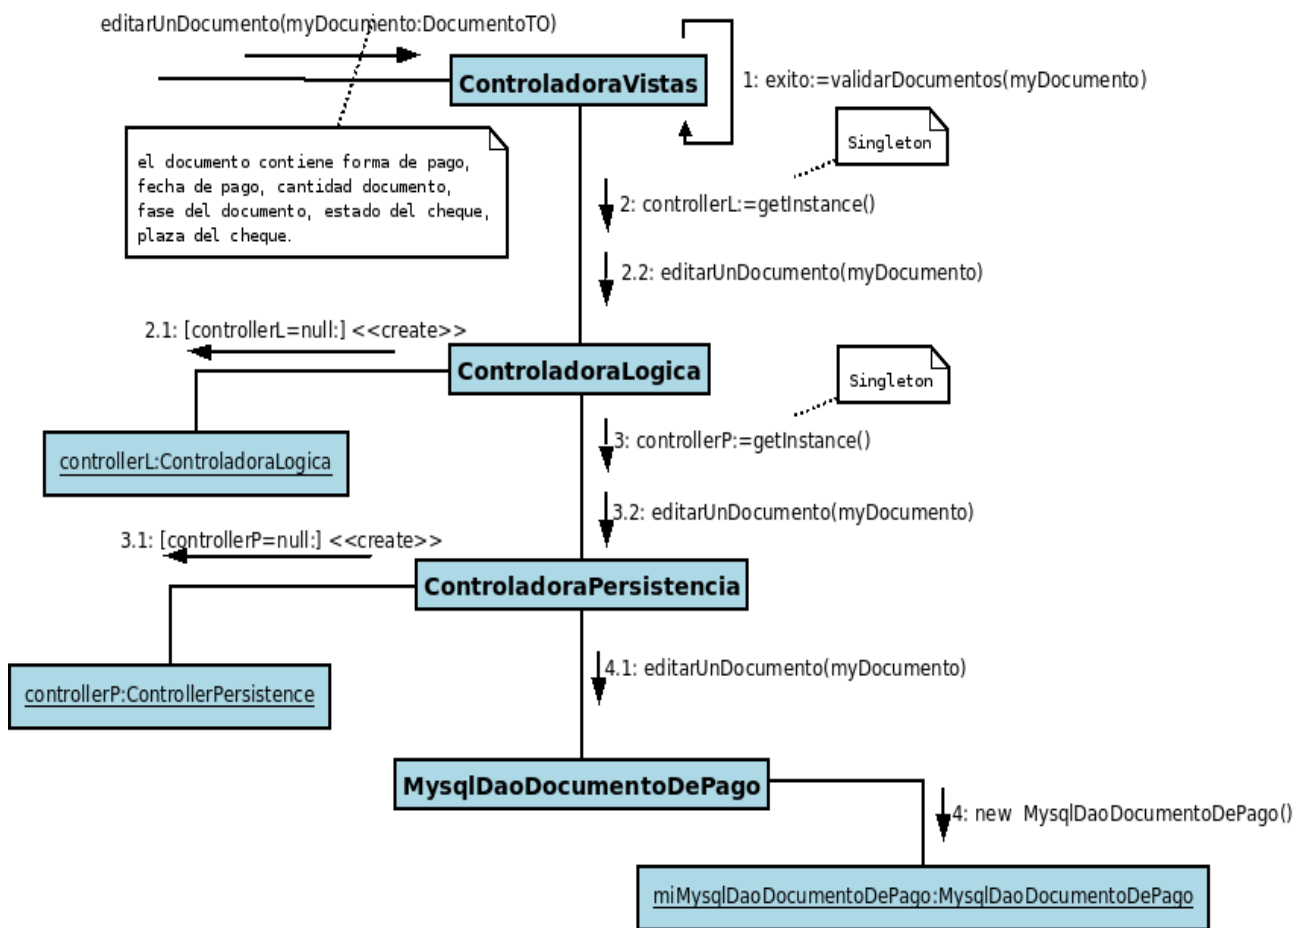 editarUnDocumento(myDocumento:DocumentoTO)
ControladoraVistas
1: exito:=validarDocumentos(myDocumento)
Singleton
el documento contiene forma de pago,
fecha de pago, cantidad documento,
fase del documento, estado del cheque,
plaza del cheque.
2: controllerL:=getInstance()
2.2: editarUnDocumento(myDocumento)
2.1: [controllerL=null:] <<create>>
ControladoraLogica
Singleton
controllerL:ControladoraLogica
3: controllerP:=getInstance()
3.2: editarUnDocumento(myDocumento)
3.1: [controllerP=null:] <<create>>
ControladoraPersistencia
controllerP:ControllerPersistence
4.1: editarUnDocumento(myDocumento)
MysqlDaoDocumentoDePago
4: new MysqlDaoDocumentoDePago()
miMysqlDaoDocumentoDePago:MysqlDaoDocumentoDePago